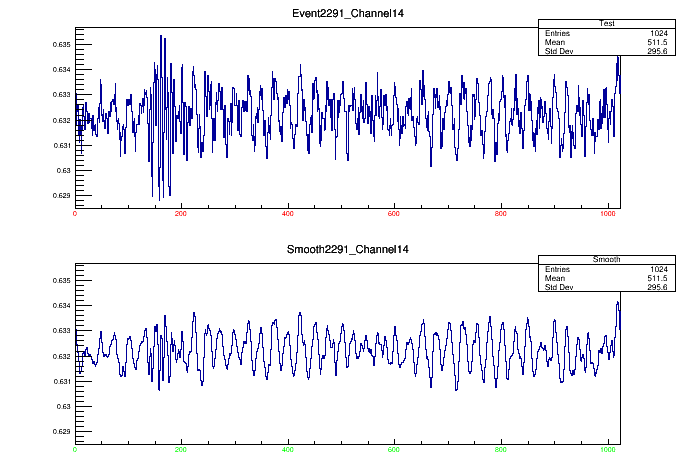 Event2291_Channel14
Test
Entries 1024
Mean 511.5
Std Dev 295.6
0.635
0.634
0.633
0.632
0.631
0.63
0.629
0 200 400 600 800 1000
Smooth2291_Channel14
Smooth
Entries 1024
Mean 511.5
Std Dev 295.6
0.635
0.634
0.633
0.632
0.631
0.63
0.629
0 200 400 600 800 1000